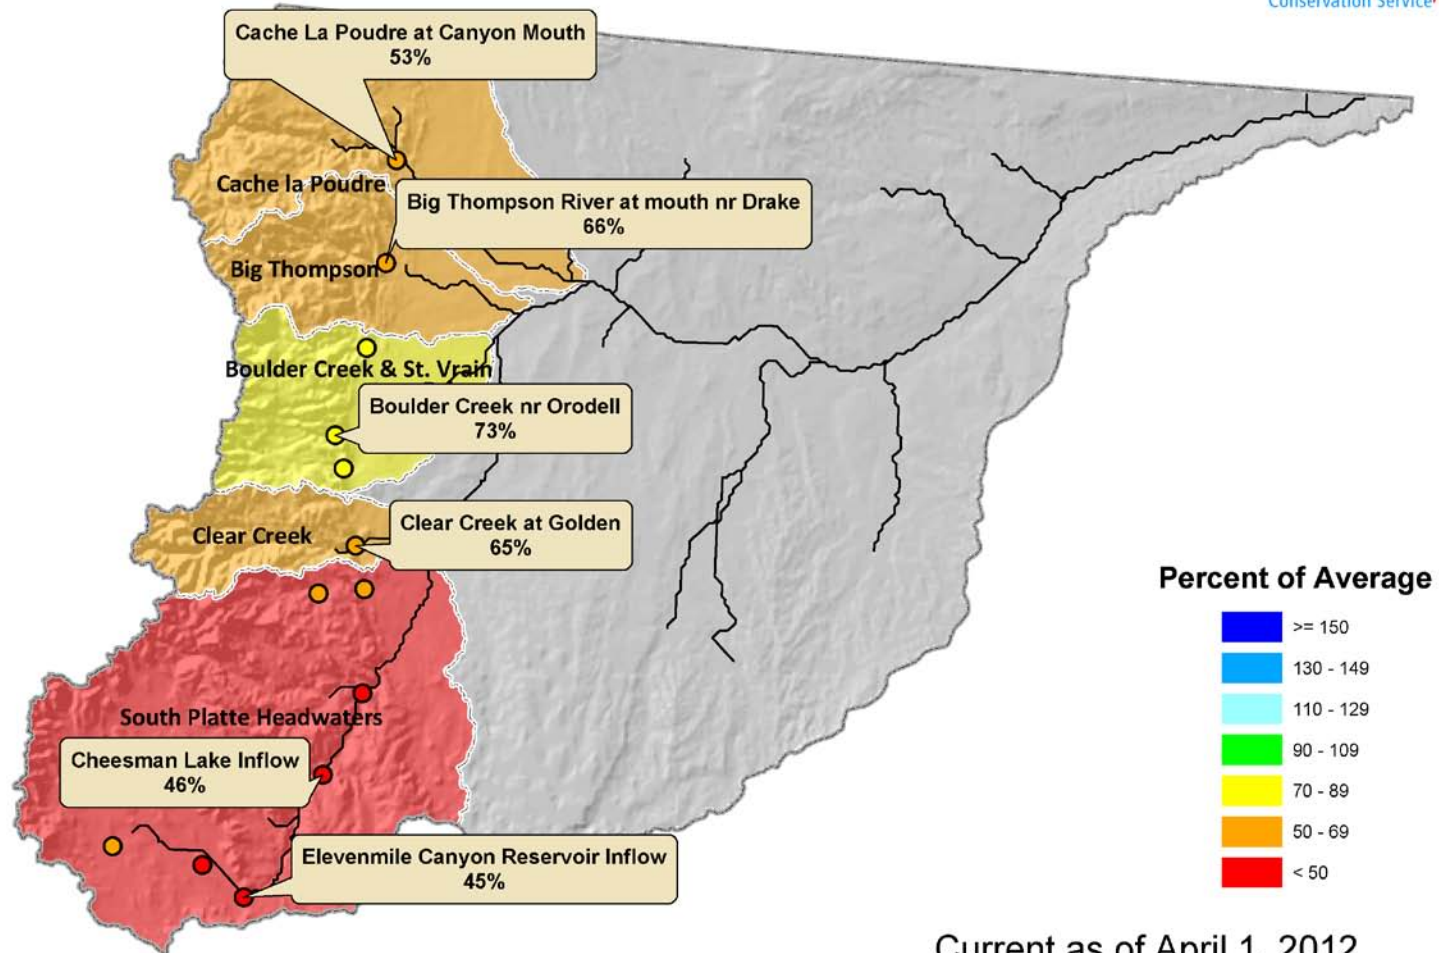 Conservation Service
Cache La Poudre at Canyon Mouth
53%
Cache la Poudre
Big Thompson River at mouth nr Drake
66%
Big Thompson
Boulder Creek & St. Vrain
Boulder Creek nr Orodell
73%
Clear Creek at Golden
65%
Clear Creek
South Platte Headwaters
Cheesman Lake Inflow
46%
Elevenmile Canyon Reservoir Inflow
45%
Percent of Average
>= 150
130 - 149
110 - 129
90 - 109
70 - 89
50 - 69
< 50
Current as of April 1, 2012